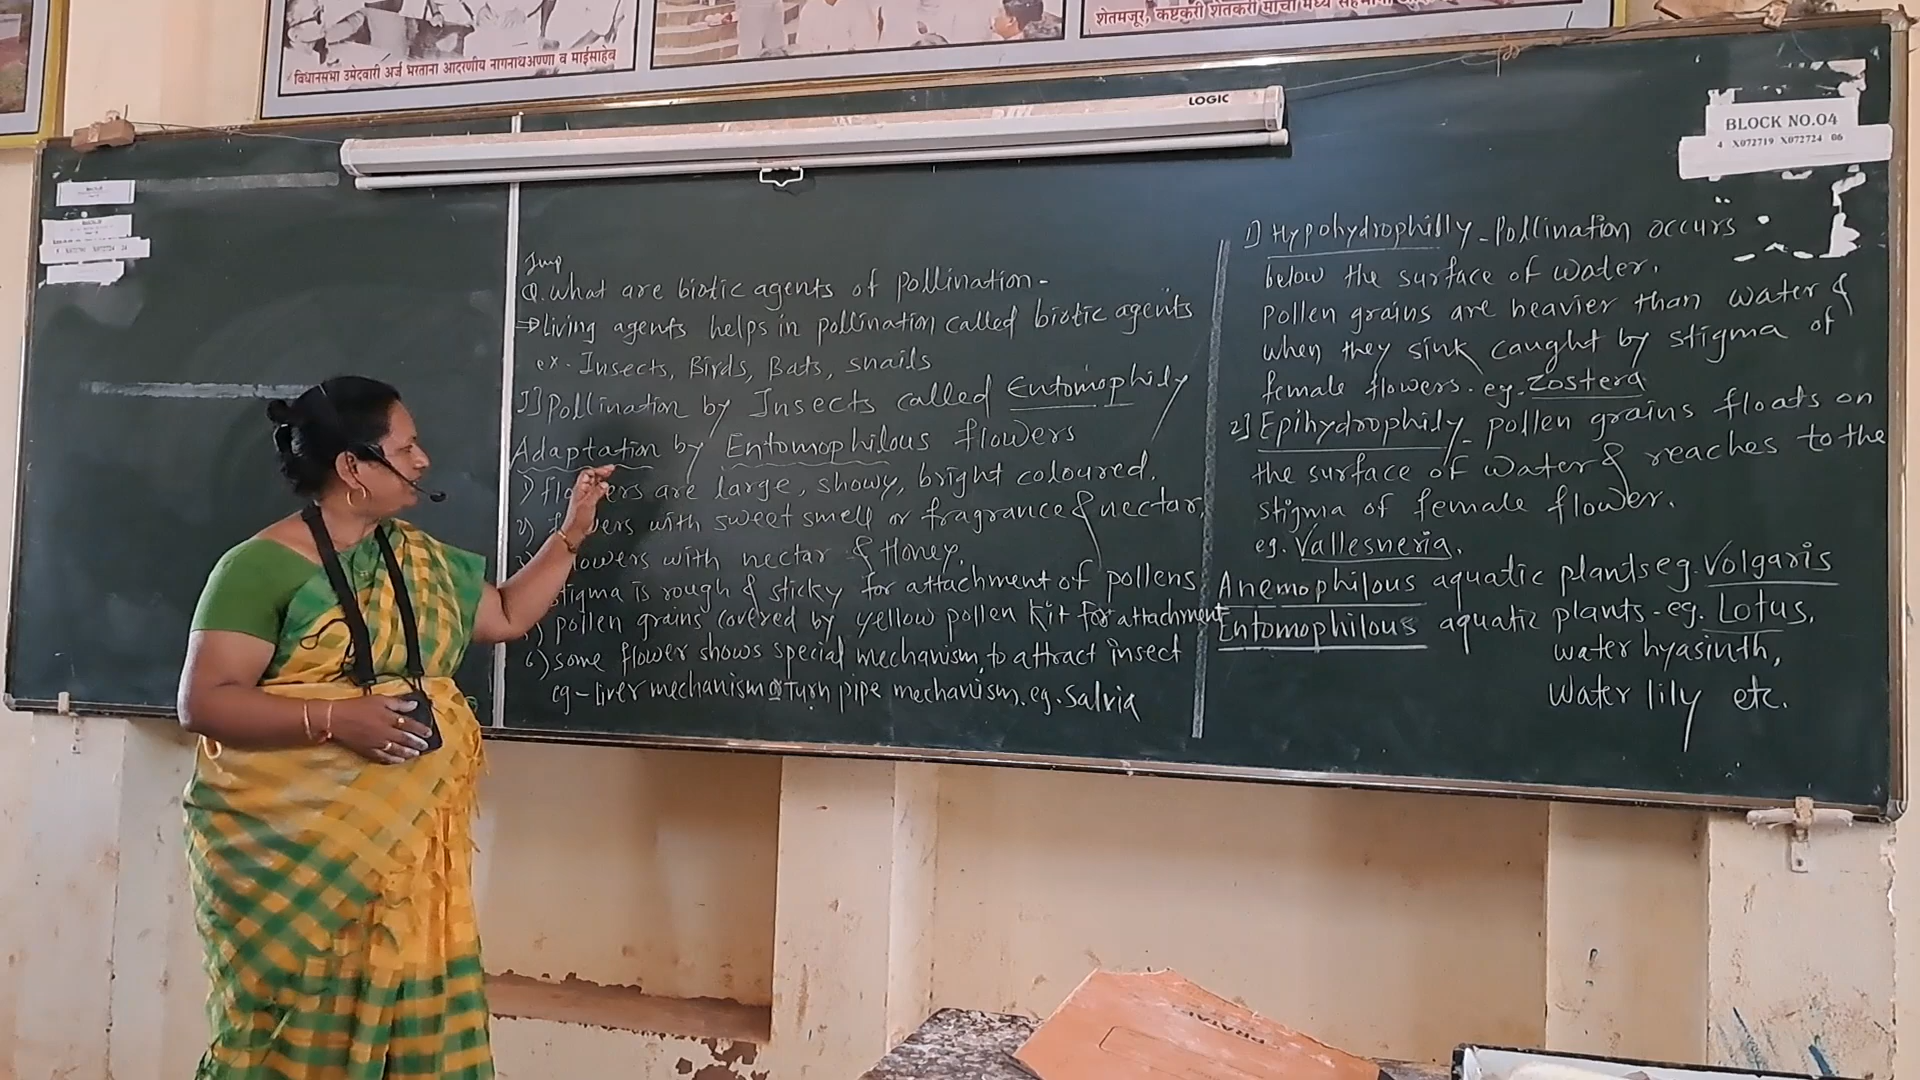 विधानसभा उमेदवारी अर्ज भरताना आदरणीय नागनाथअण्णा व माईसाहेब
शेतमजूर, कष्टकरी शेतकरी यांचा
LOGIC
BLOCK NO.04
4 X072719 X072724 06
Imp
Q. What are biotic agents of pollination -
⇒ Living agents helps in pollination called biotic agents
ex. Insects, Birds, Bats, snails
1] Pollination by Insects called Entomophily
Adaptation by Entomophilous flowers
1) flowers are large, showy, bright coloured.
2) flowers with sweet smell or fragrance & nectar.
flowers with nectar & Honey.
stigma is rough & sticky for attachment of pollens
) pollen grains covered by yellow pollen kit for attachment
6) some flower shows special mechanism, to attract insect
eg - liver mechanism or Turn pipe mechanism. eg. Salvia
1) Hypohydrophilly - Pollination occurs
below the surface of water.
Pollen grains are heavier than water &
when they sink caught by stigma of
female flowers. eg. Zostera
2] Epihydrophily - pollen grains floats on
the surface of water & reaches to the
stigma of female flower.
eg. Vallesneria.
Anemophilous aquatic plants eg. Volgaris
Entomophilous aquatic plants - eg. Lotus,
water hyasinth,
Water lily etc.